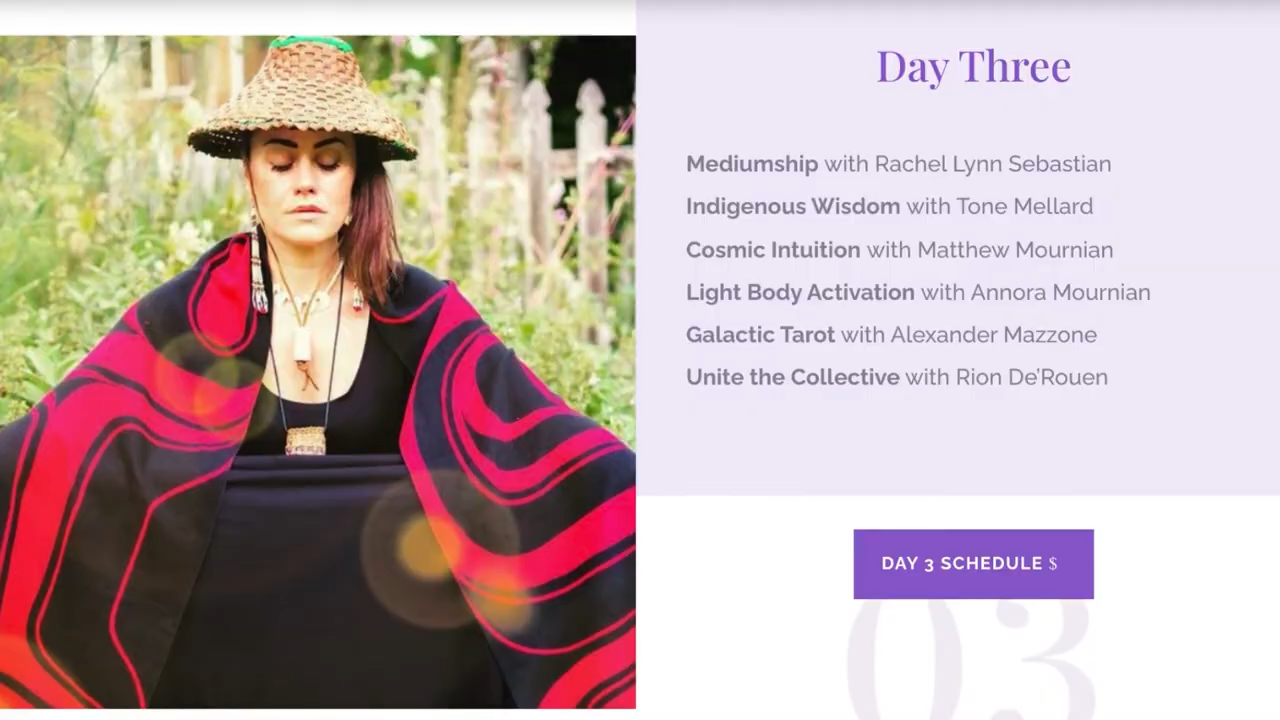 Day Three
Mediumship with Rachel Lynn Sebastian
Indigenous Wisdom with Tone Mellard
Cosmic Intuition with Matthew Mournian
Light Body Activation with Annora Mournian
Galactic Tarot with Alexander Mazzone
Unite the Collective with Rion De'Rouen
DAY 3 SCHEDULE $
03